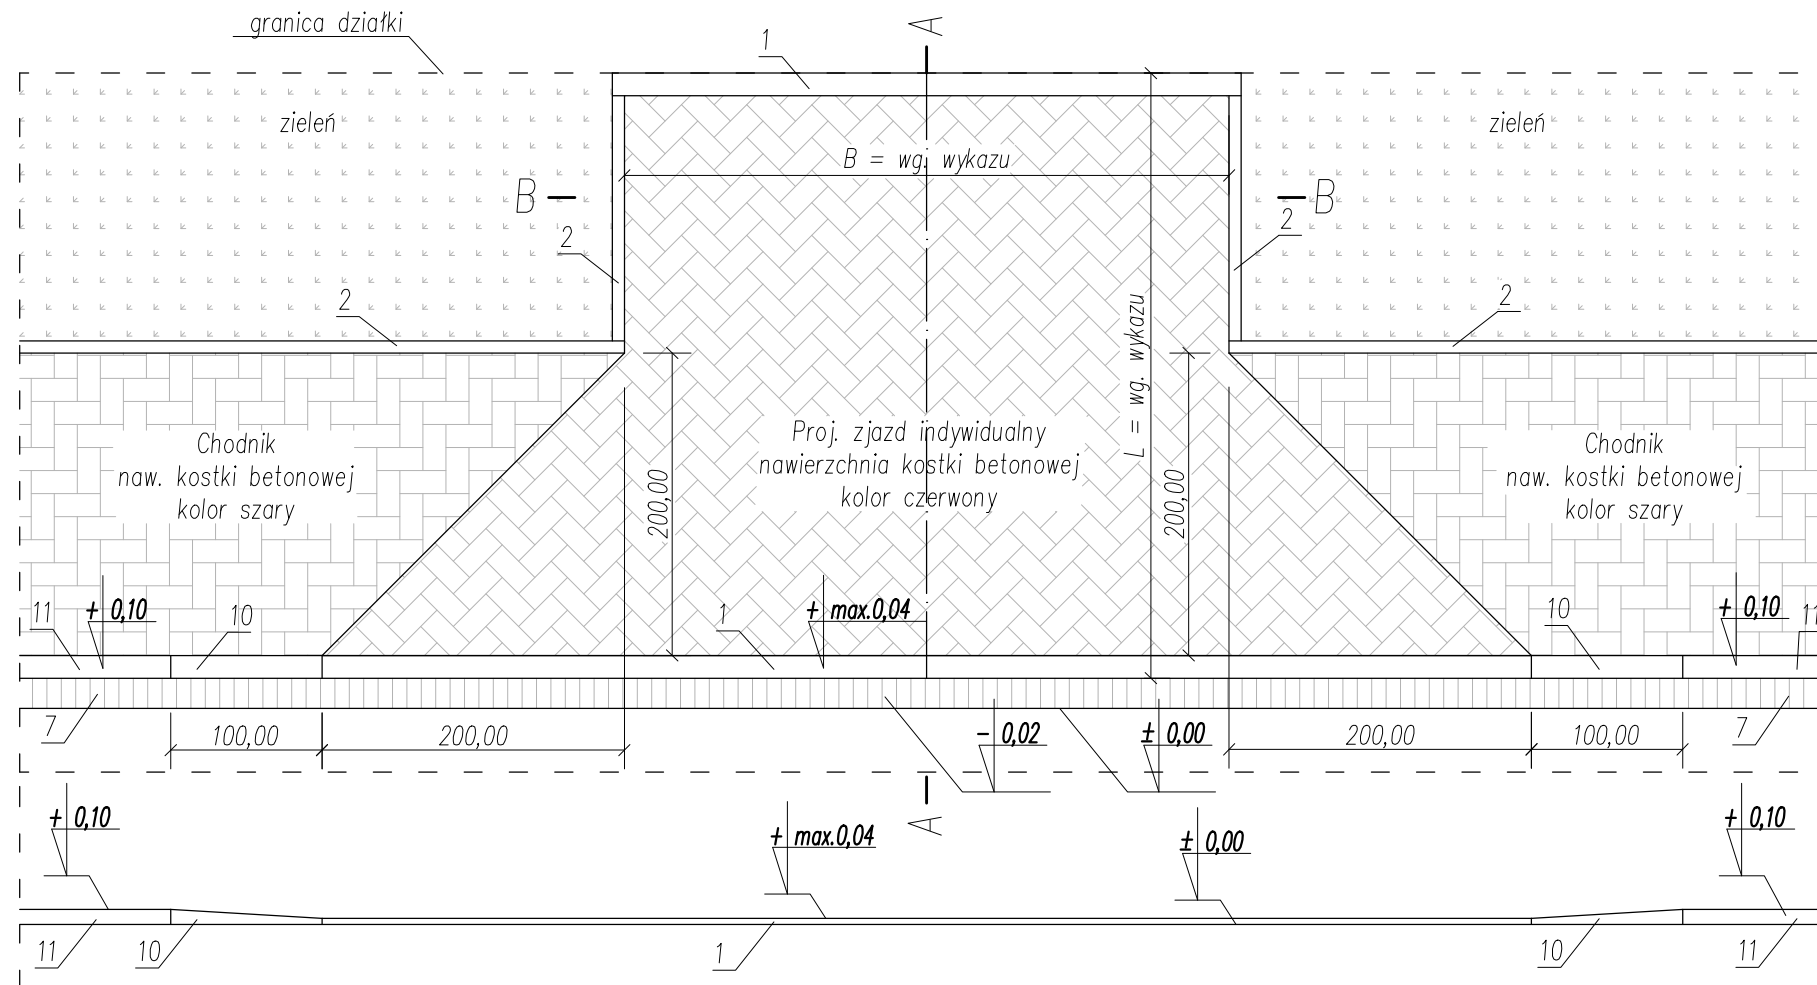 granica działki
1
A
zieleń
zieleń
B = wg. wykazu
B
B
2
2
2
2
L = wg. wykazu
Chodnik
naw. kostki betonowej
kolor szary
Proj. zjazd indywidualny
nawierzchnia kostki betonowej
kolor czerwony
Chodnik
naw. kostki betonowej
kolor szary
200,00
200,00
11
+ 0,10
10
1
+ max.0,04
10
+ 0,10
11
7
100,00
200,00
- 0,02
± 0,00
200,00
100,00
7
+ 0,10
+ max.0,04
A
± 0,00
+ 0,10
11
10
1
10
11